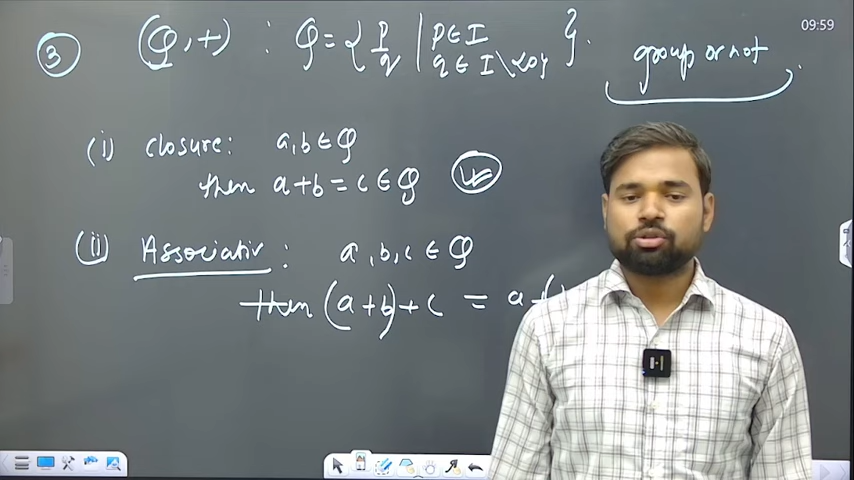 09:59
③ (Q, +) : Q = { p/q | p ∈ I
q ∈ I \ {0} } . group or not
(i) closure: a, b ∈ Q
then a + b = c ∈ Q
(ii) Associativ : a, b, c ∈ Q
then (a + b) + c = a + (